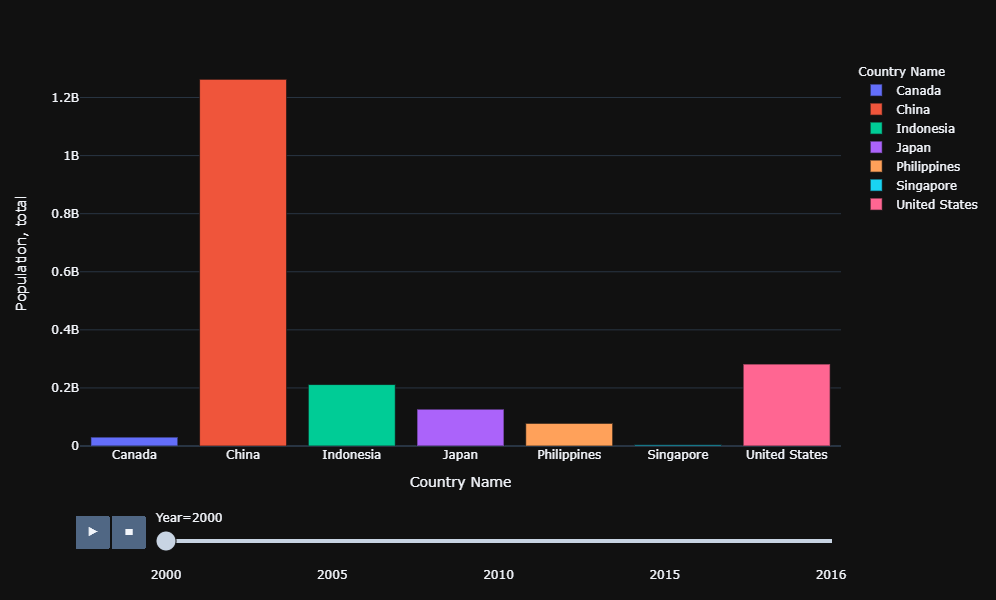 Country Name
Canada
China
Indonesia
Japan
Philippines
Singapore
United States
Population, total
1.2B
1B
0.8B
0.6B
0.4B
0.2B
0
Canada China Indonesia Japan Philippines Singapore United States
Country Name
Year=2000
2000 2005 2010 2015 2016